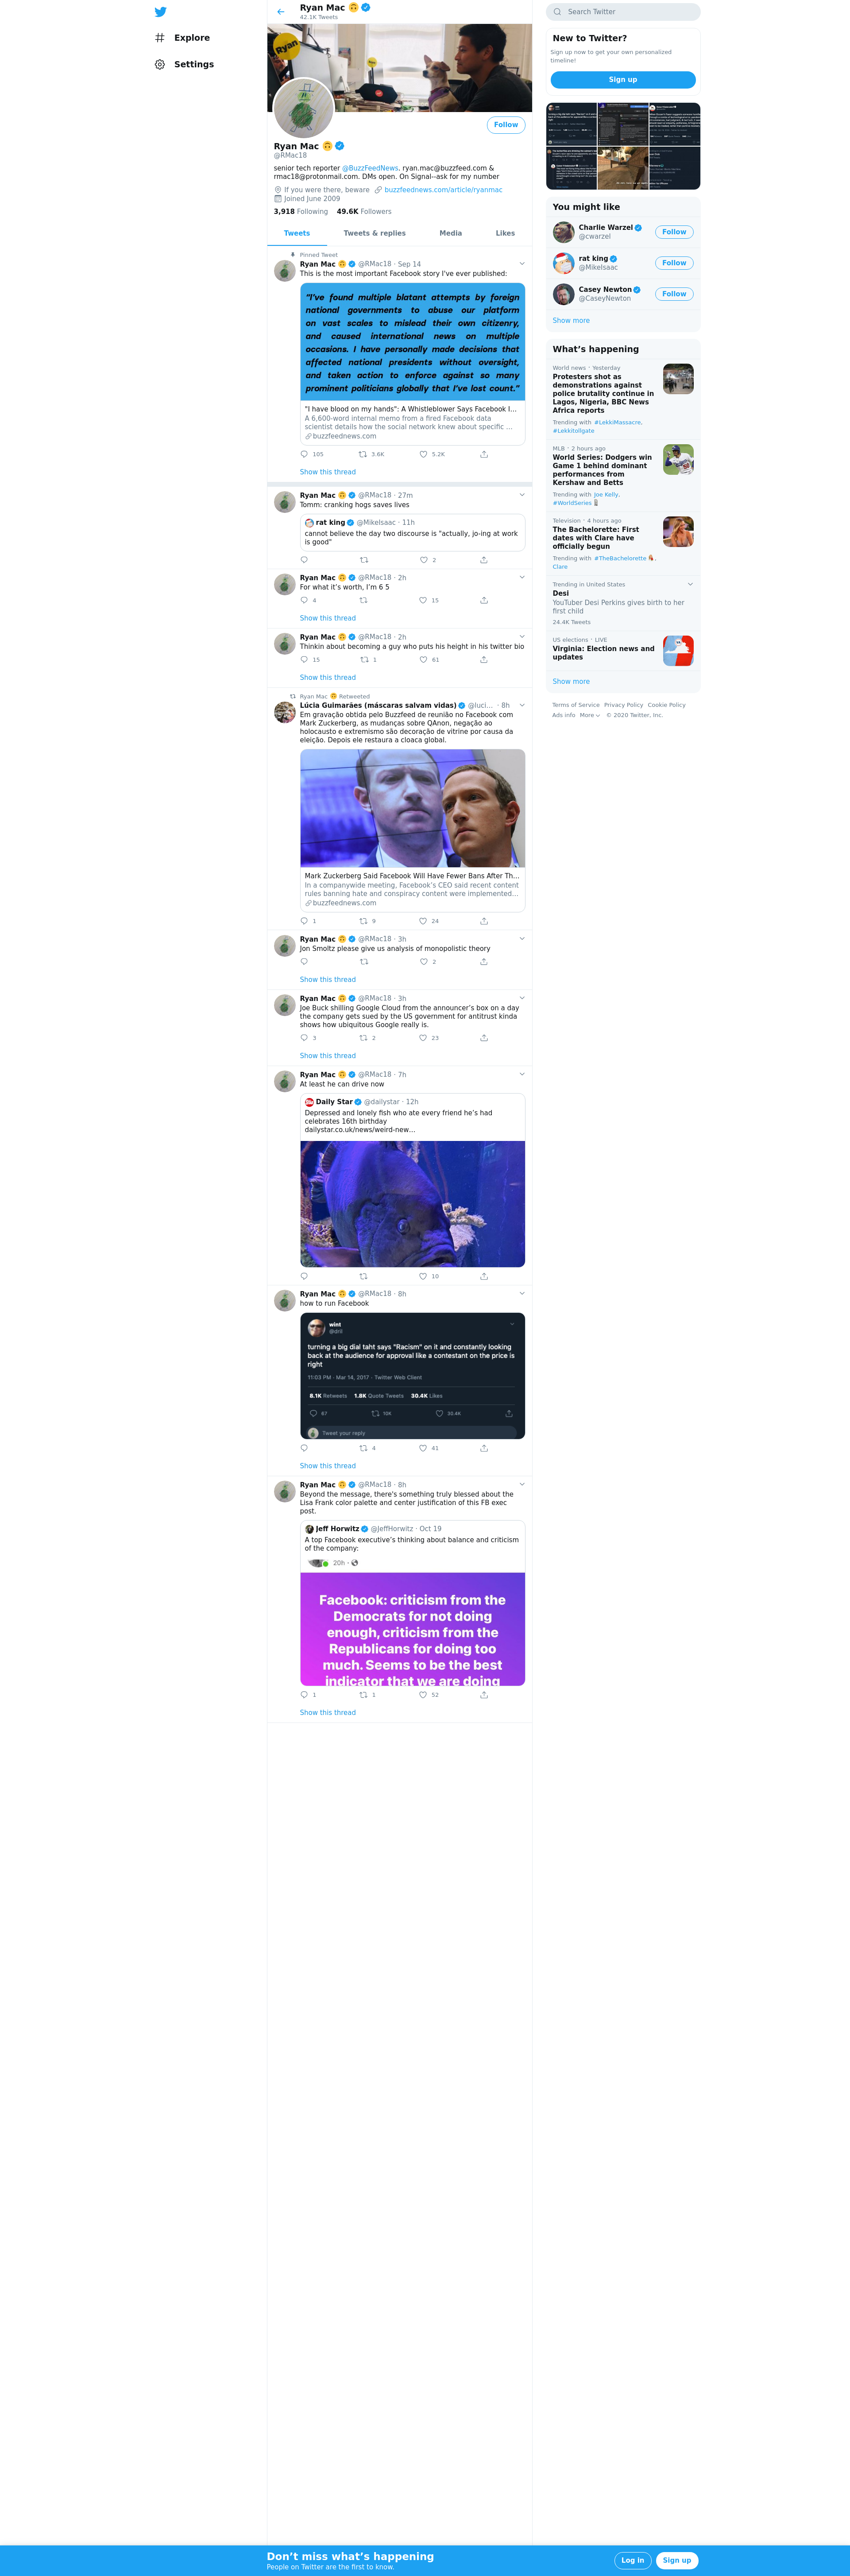 Explore
Settings
Ryan Mac 🙃
42.1K Tweets
Ryan
Follow
Ryan Mac 🙃
@RMac18
senior tech reporter @BuzzFeedNews. ryan.mac@buzzfeed.com &
rmac18@protonmail.com. DMs open. On Signal--ask for my number
If you were there, beware buzzfeednews.com/article/ryanmac
Joined June 2009
3,918 Following 49.6K Followers
Tweets Tweets & replies Media Likes
Pinned Tweet
Ryan Mac 🙃 @RMac18 · Sep 14
This is the most important Facebook story I've ever published:
"I've found multiple blatant attempts by foreign
national governments to abuse our platform
on vast scales to mislead their own citizenry,
and caused international news on multiple
occasions. I have personally made decisions that
affected national presidents without oversight,
and taken action to enforce against so many
prominent politicians globally that I've lost count."
"I have blood on my hands": A Whistleblower Says Facebook I...
A 6,600-word internal memo from a fired Facebook data
scientist details how the social network knew about specific ...
buzzfeednews.com
105 3.6K 5.2K
Show this thread
Ryan Mac 🙃 @RMac18 · 27m
Tomm: cranking hogs saves lives
rat king @MikeIsaac · 11h
cannot believe the day two discourse is "actually, jo-ing at work
is good"
2
Ryan Mac 🙃 @RMac18 · 2h
For what it's worth, I'm 6 5
4 15
Show this thread
Ryan Mac 🙃 @RMac18 · 2h
Thinkin about becoming a guy who puts his height in his twitter bio
15 1 61
Show this thread
Ryan Mac 🙃 Retweeted
Lúcia Guimarães (máscaras salvam vidas) @luci... · 8h
Em gravação obtida pelo Buzzfeed de reunião no Facebook com
Mark Zuckerberg, as mudanças sobre QAnon, negação ao
holocausto e extremismo são decoração de vitrine por causa da
eleição. Depois ele restaura a cloaca global.
Mark Zuckerberg Said Facebook Will Have Fewer Bans After Th...
In a companywide meeting, Facebook's CEO said recent content
rules banning hate and conspiracy content were implemented...
buzzfeednews.com
1 9 24
Ryan Mac 🙃 @RMac18 · 3h
Jon Smoltz please give us analysis of monopolistic theory
2
Show this thread
Ryan Mac 🙃 @RMac18 · 3h
Joe Buck shilling Google Cloud from the announcer's box on a day
the company gets sued by the US government for antitrust kinda
shows how ubiquitous Google really is.
3 2 23
Show this thread
Ryan Mac 🙃 @RMac18 · 7h
At least he can drive now
Daily Star @dailystar · 12h
Depressed and lonely fish who ate every friend he's had
celebrates 16th birthday
dailystar.co.uk/news/weird-new...
10
Ryan Mac 🙃 @RMac18 · 8h
how to run Facebook
wint
@dril
turning a big dial taht says "Racism" on it and constantly looking
back at the audience for approval like a contestant on the price is
right
11:03 PM · Mar 14, 2017 · Twitter Web Client
8.1K Retweets 1.8K Quote Tweets 30.4K Likes
67 10K 30.4K
Tweet your reply
4 41
Show this thread
Ryan Mac 🙃 @RMac18 · 8h
Beyond the message, there's something truly blessed about the
Lisa Frank color palette and center justification of this FB exec
post.
Jeff Horwitz @JeffHorwitz · Oct 19
A top Facebook executive's thinking about balance and criticism
of the company:
20h
Facebook: criticism from the
Democrats for not doing
enough, criticism from the
Republicans for doing too
much. Seems to be the best
indicator that we are doing
1 1 52
Show this thread
Search Twitter
New to Twitter?
Sign up now to get your own personalized
timeline!
Sign up
You might like
Charlie Warzel
@cwarzel
Follow
rat king
@MikeIsaac
Follow
Casey Newton
@CaseyNewton
Follow
Show more
What's happening
World news · Yesterday
Protesters shot as
demonstrations against
police brutality continue in
Lagos, Nigeria, BBC News
Africa reports
Trending with #LekkiMassacre,
#Lekkitollgate
MLB · 2 hours ago
World Series: Dodgers win
Game 1 behind dominant
performances from
Kershaw and Betts
Trending with Joe Kelly,
#WorldSeries
Television · 4 hours ago
The Bachelorette: First
dates with Clare have
officially begun
Trending with #TheBachelorette ,
Clare
Trending in United States
Desi
YouTuber Desi Perkins gives birth to her
first child
24.4K Tweets
US elections · LIVE
Virginia: Election news and
updates
Show more
Terms of Service Privacy Policy Cookie Policy
Ads info More © 2020 Twitter, Inc.
Don't miss what's happening
People on Twitter are the first to know.
Log in Sign up